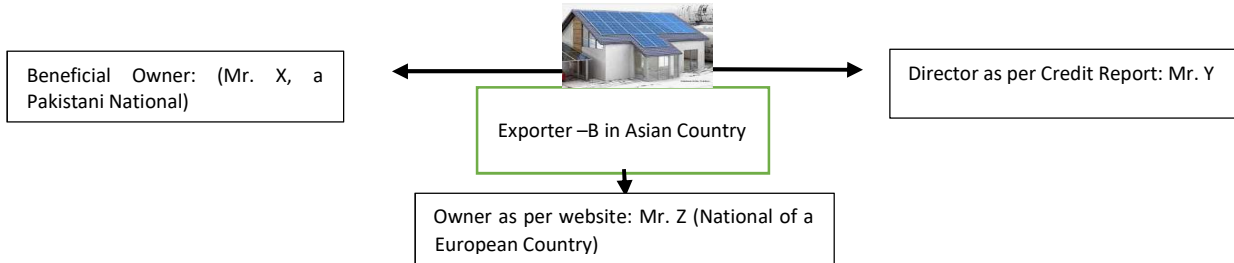 Beneficial Owner: (Mr. X, a
Pakistani National)
Director as per Credit Report: Mr. Y
Exporter –B in Asian Country
Owner as per website: Mr. Z (National of a
European Country)